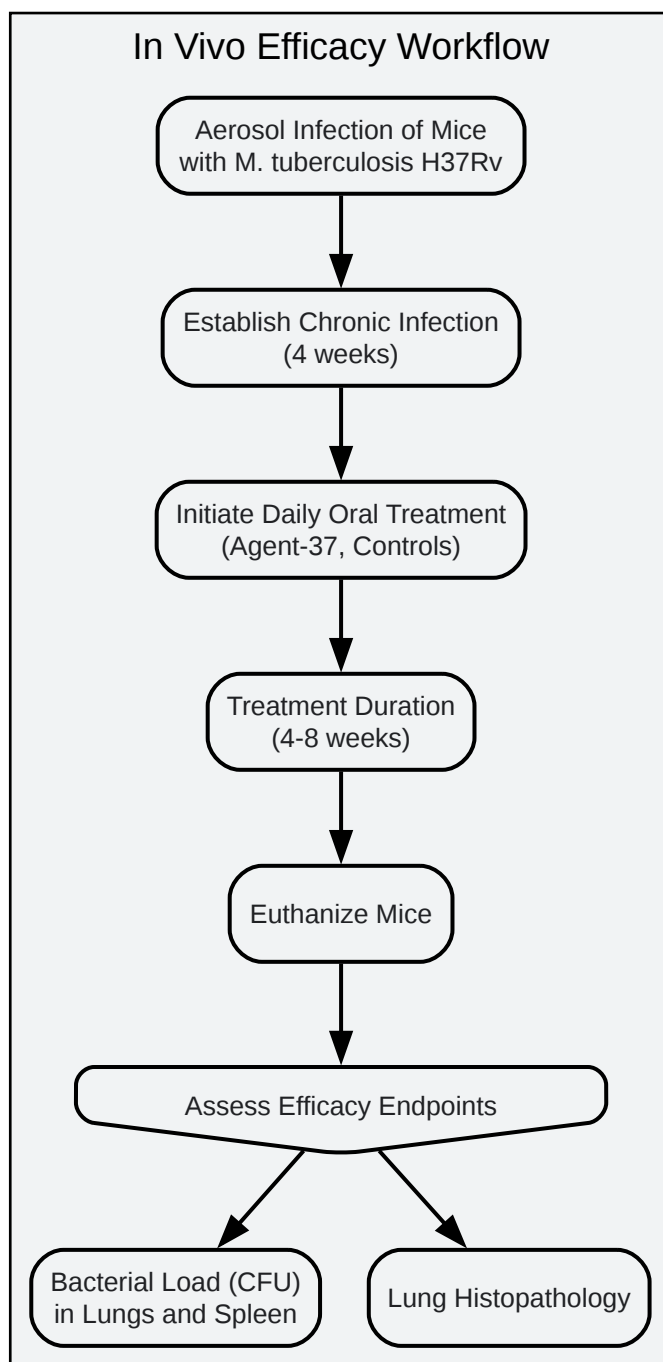 In Vivo Efficacy Workflow
Aerosol Infection of Mice
with M. tuberculosis H37Rv
Establish Chronic Infection
(4 weeks)
Initiate Daily Oral Treatment
(Agent-37, Controls)
Treatment Duration
(4-8 weeks)
Euthanize Mice
Assess Efficacy Endpoints
Bacterial Load (CFU)
in Lungs and Spleen
Lung Histopathology